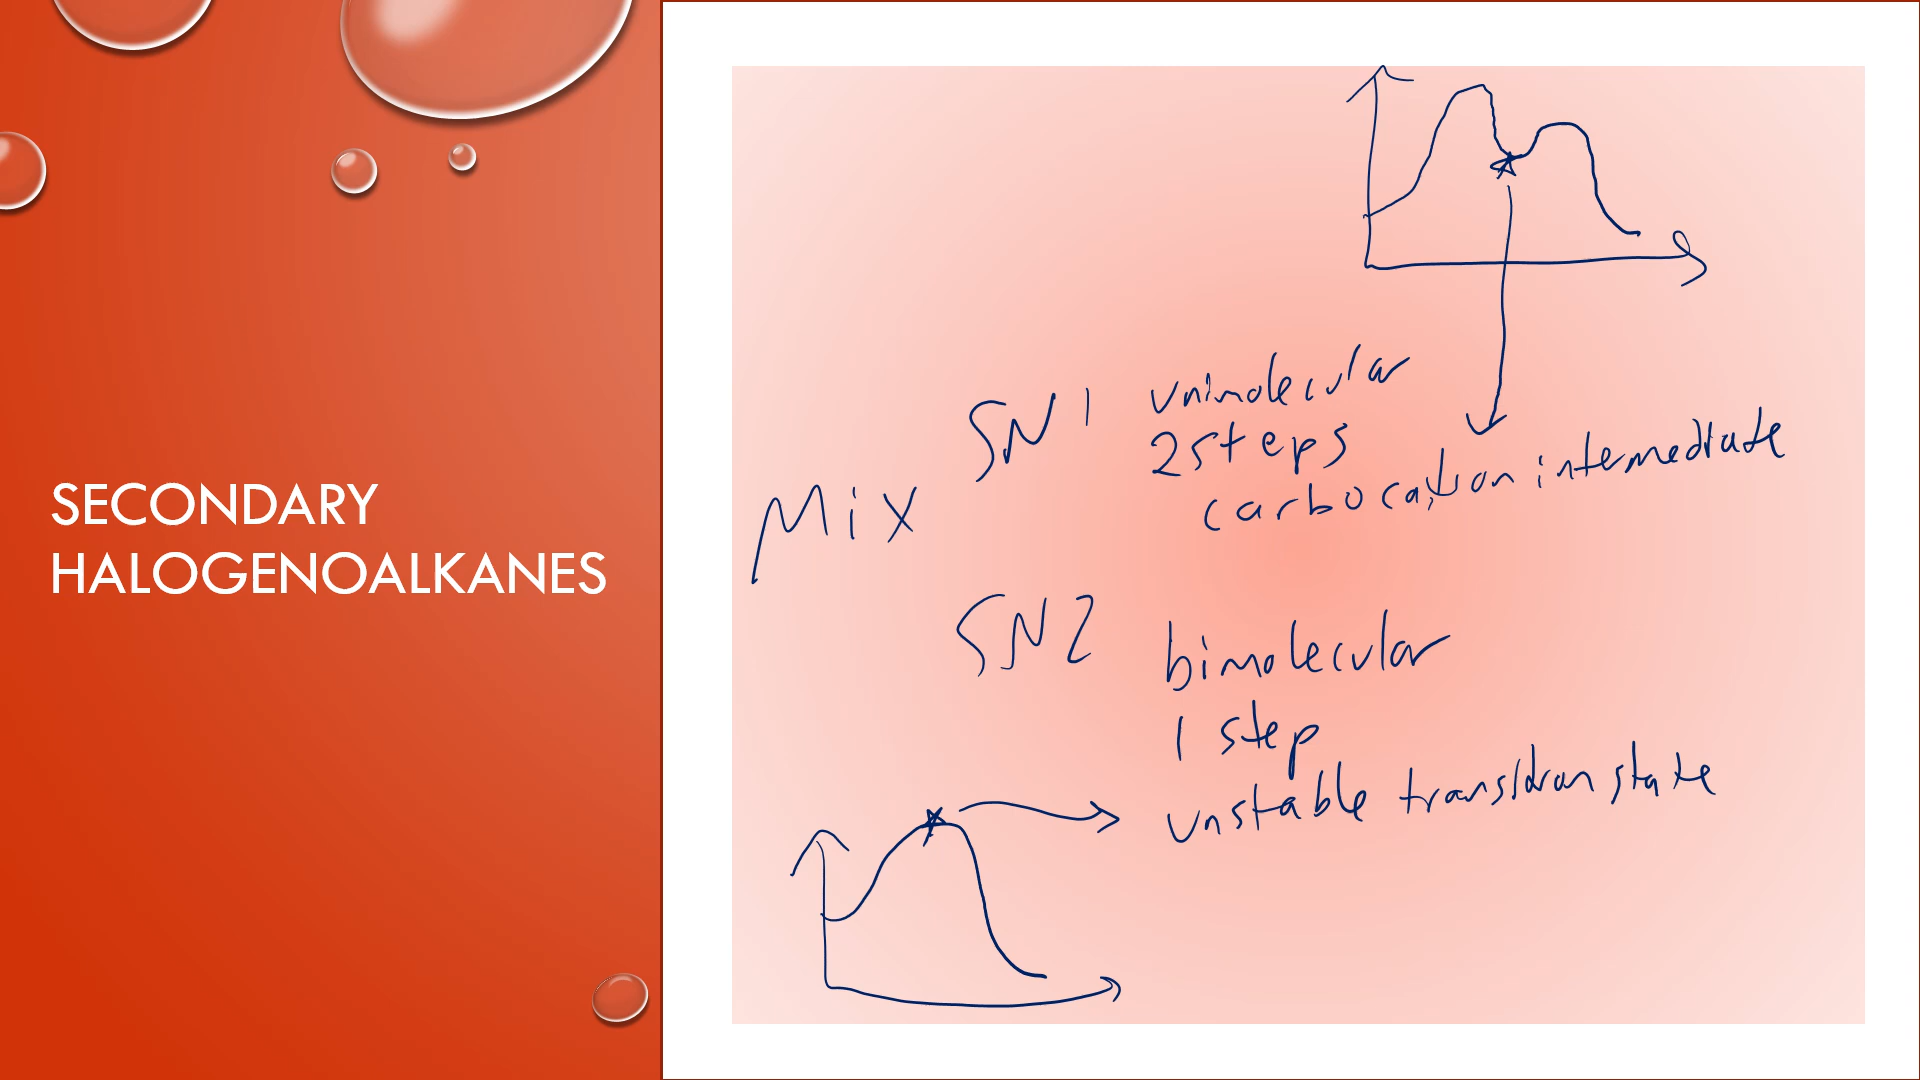 SECONDARY
HALOGENOALKANES
Mix
SN1 unimolecular
2 steps
carbocation intermediate
SN2 bimolecular
1 step
unstable transition state